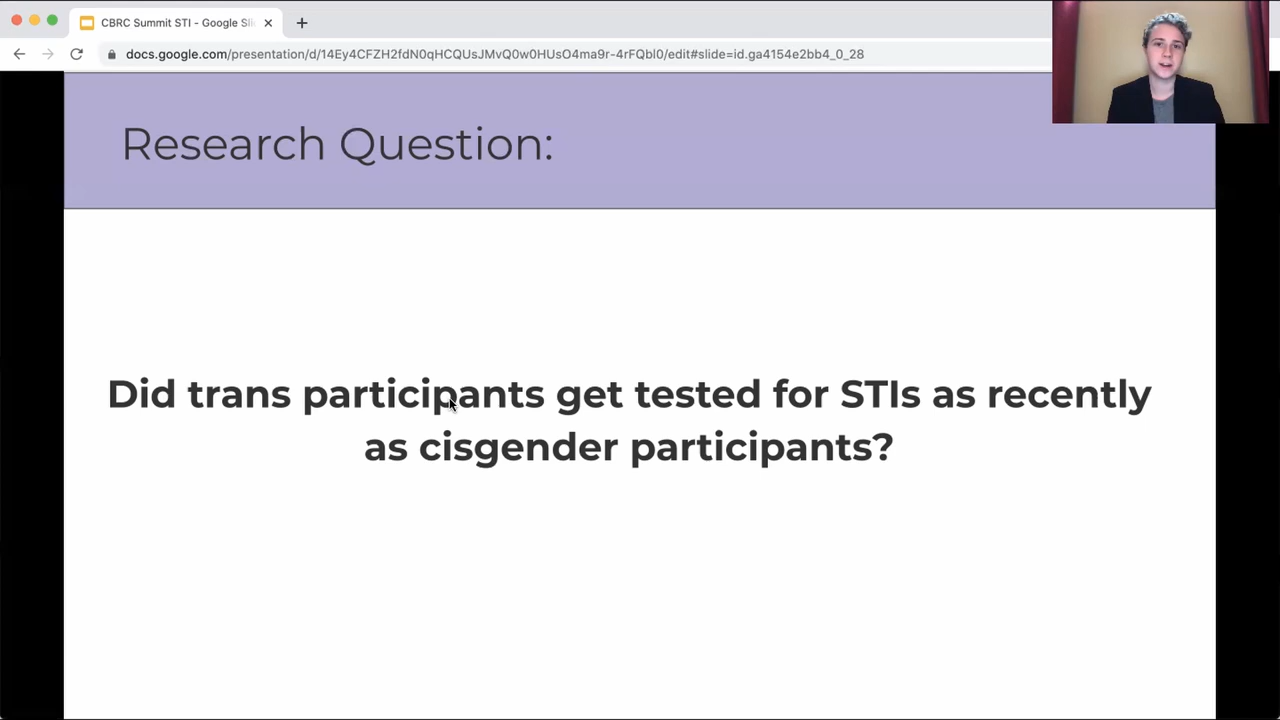 CBRC Summit STI - Google Sli
docs.google.com/presentation/d/14Ey4CFZH2fdN0qHCQUsJMvQ0w0HUsO4ma9r-4rFQbl0/edit#slide=id.ga4154e2bb4_0_28
Research Question:
Did trans participants get tested for STIs as recently
as cisgender participants?